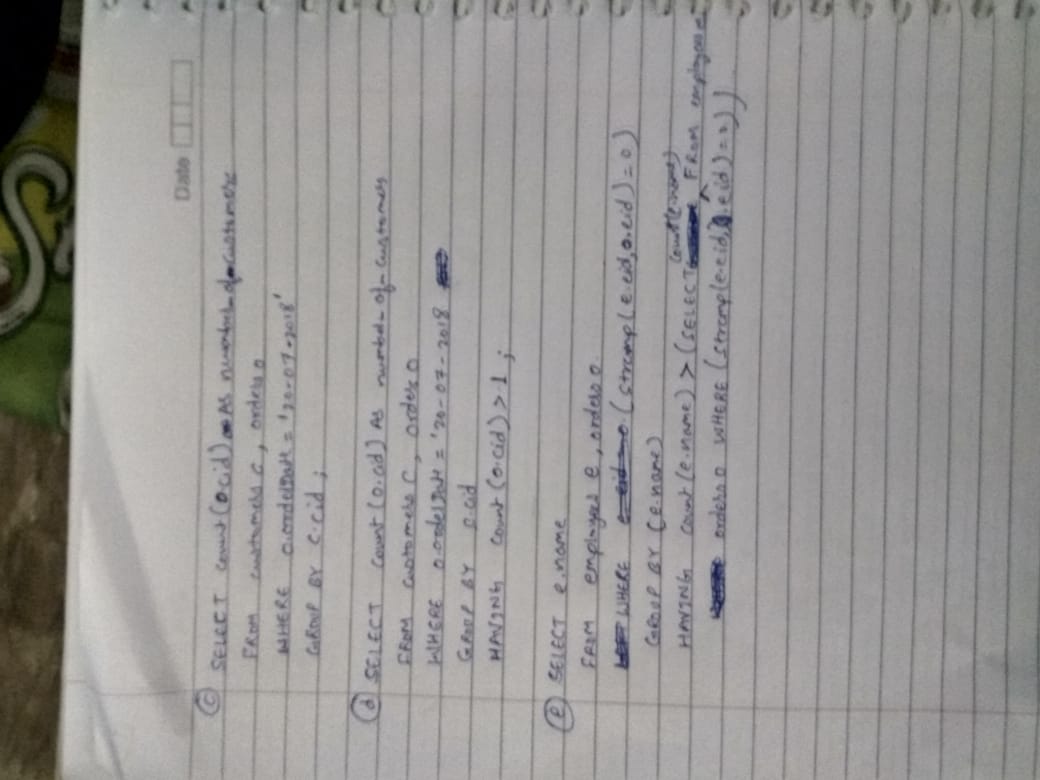 Date
(c) SELECT count(o.cid) As number_of_customers
FROM customers c, orders o
WHERE o.orderDate = '20-07-2018'
GROUP BY c.cid ;
(d) SELECT count(o.cid) As number_of_customers
FROM customers c, orders o
WHERE o.orderDate = '20-07-2018
GROUP BY o.cid
HAVING count(o.cid) > 1 ;
(e) SELECT e.name
FROM employees e, orders o
WHERE (strcmp(e.eid, o.eid) = 0)
GROUP BY (e.name)
count(e.name)
HAVING count(e.name) > (SELECT FROM employees e,
orders o WHERE (strcmp(e.eid, o.eid) = 0))